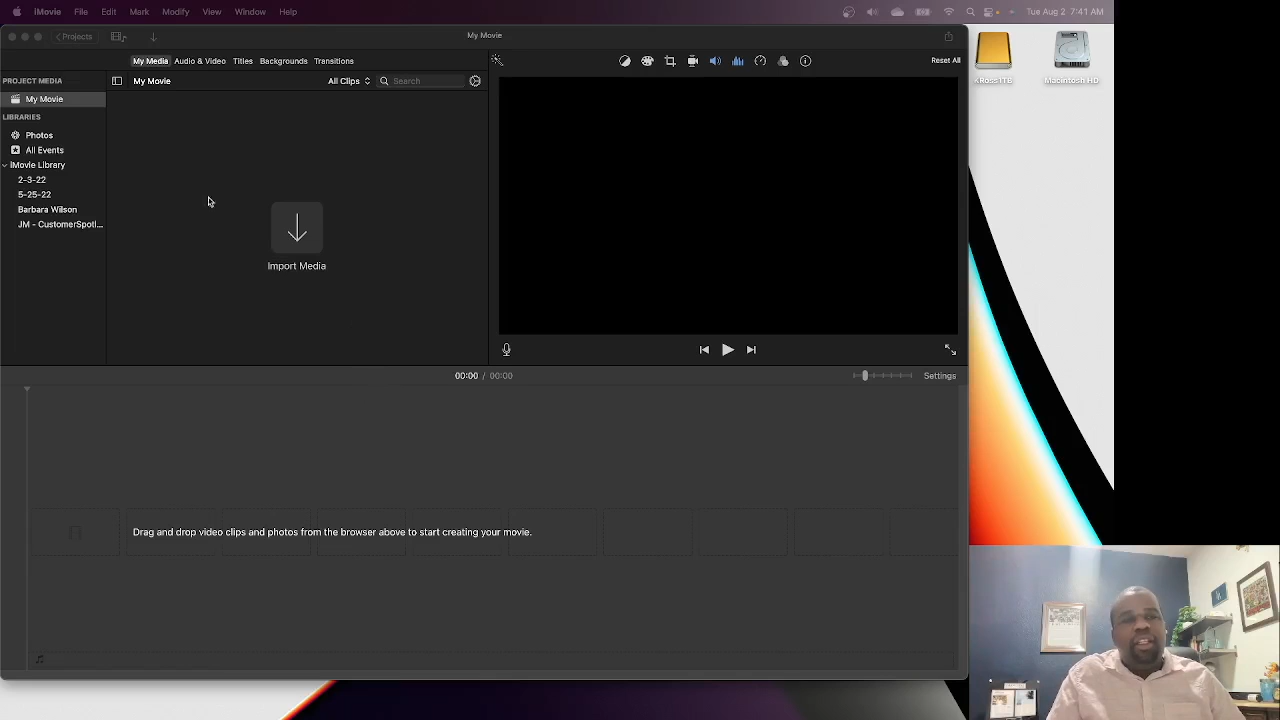 iMovie File Edit Mark Modify View Window Help
Tue Aug 2 7:41 AM
Projects
My Movie
My Media Audio & Video Titles Transitions
Reset All
PROJECT MEDIA
My Movie
All Clips
Search
My Movie
LIBRARIES
Photos
All Events
iMovie Library
2-3-22
5-25-22
Barbara Wilson
JM - CustomerSpotl...
Import Media
Macintosh HD
00:00 / 00:00
Settings
Drag and drop video clips and photos from the browser above to start creating your movie.